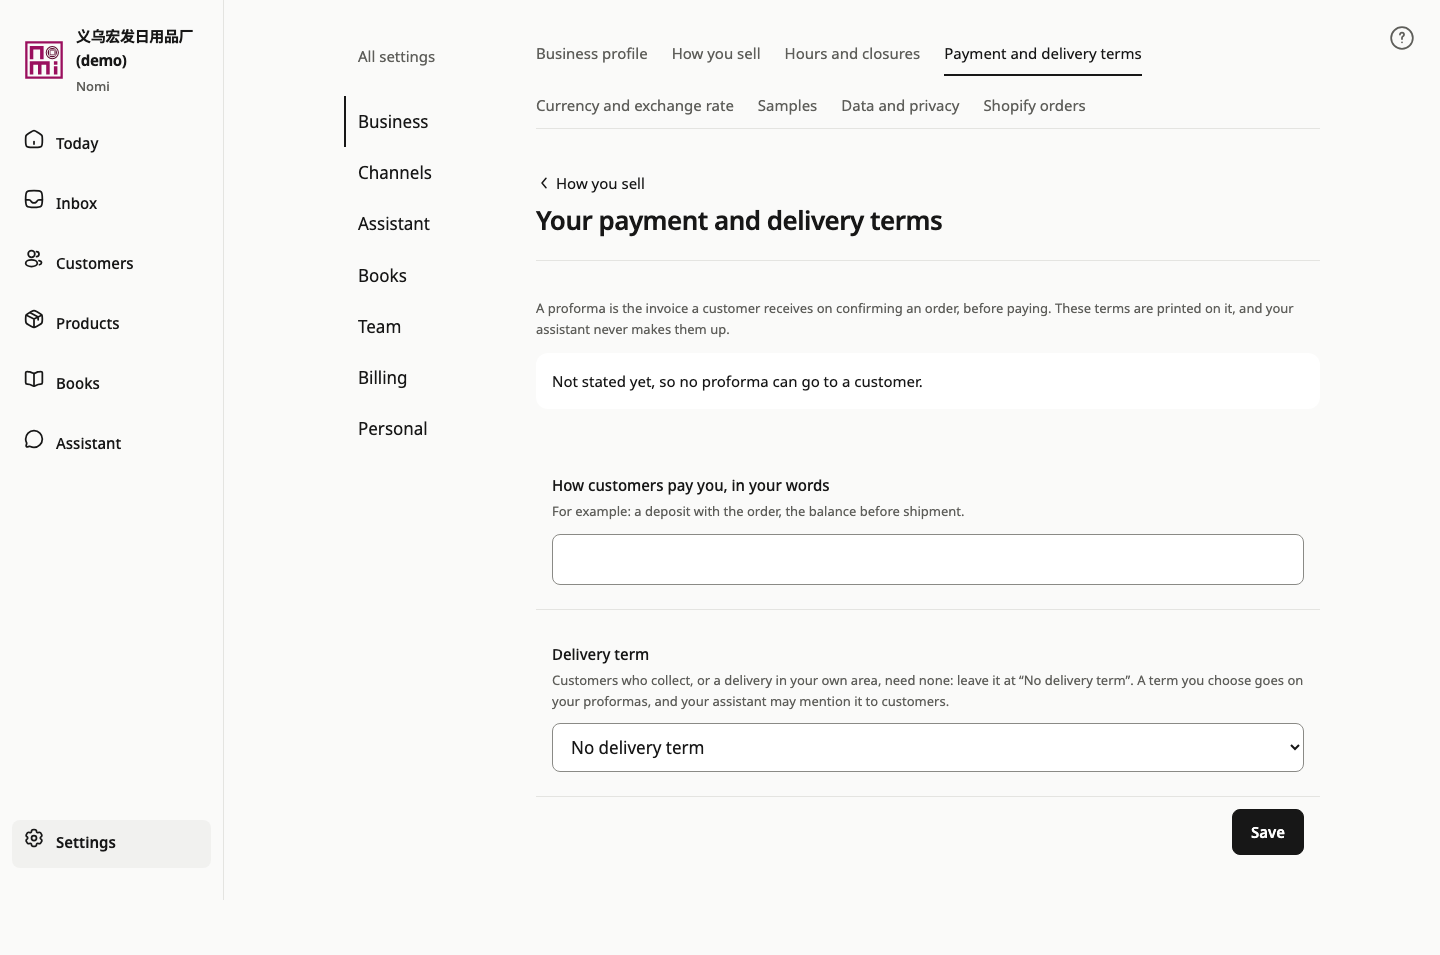 义乌宏发日用品厂
(demo)
Nomi
Today
Inbox
Customers
Products
Books
Assistant
Settings
All settings
Business
Channels
Assistant
Books
Team
Billing
Personal
Business profile How you sell Hours and closures Payment and delivery terms
Currency and exchange rate Samples Data and privacy Shopify orders
How you sell
Your payment and delivery terms
A proforma is the invoice a customer receives on confirming an order, before paying. These terms are printed on it, and your
assistant never makes them up.
Not stated yet, so no proforma can go to a customer.
How customers pay you, in your words
For example: a deposit with the order, the balance before shipment.
Delivery term
Customers who collect, or a delivery in your own area, need none: leave it at “No delivery term”. A term you choose goes on
your proformas, and your assistant may mention it to customers.
No delivery term
Save